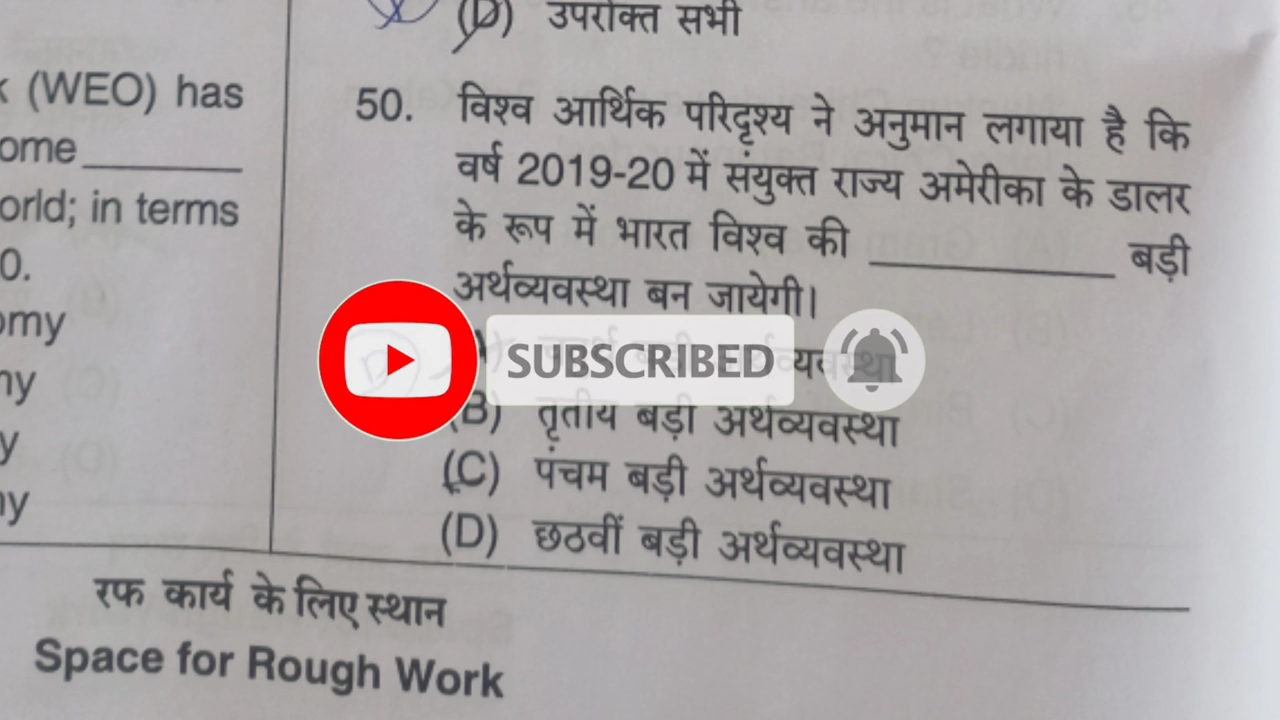 (D) उपरोक्त सभी
(WEO) has
ome
orld; in terms
0.
omy
ny
y
ny
50. विश्व आर्थिक परिदृश्य ने अनुमान लगाया है कि
वर्ष 2019-20 में संयुक्त राज्य अमेरीका के डालर
के रूप में भारत विश्व की ____________ बड़ी
अर्थव्यवस्था बन जायेगी।
SUBSCRIBED
(B) तृतीय बड़ी अर्थव्यवस्था
(C) पंचम बड़ी अर्थव्यवस्था
(D) छठवीं बड़ी अर्थव्यवस्था
रफ कार्य के लिए स्थान
Space for Rough Work